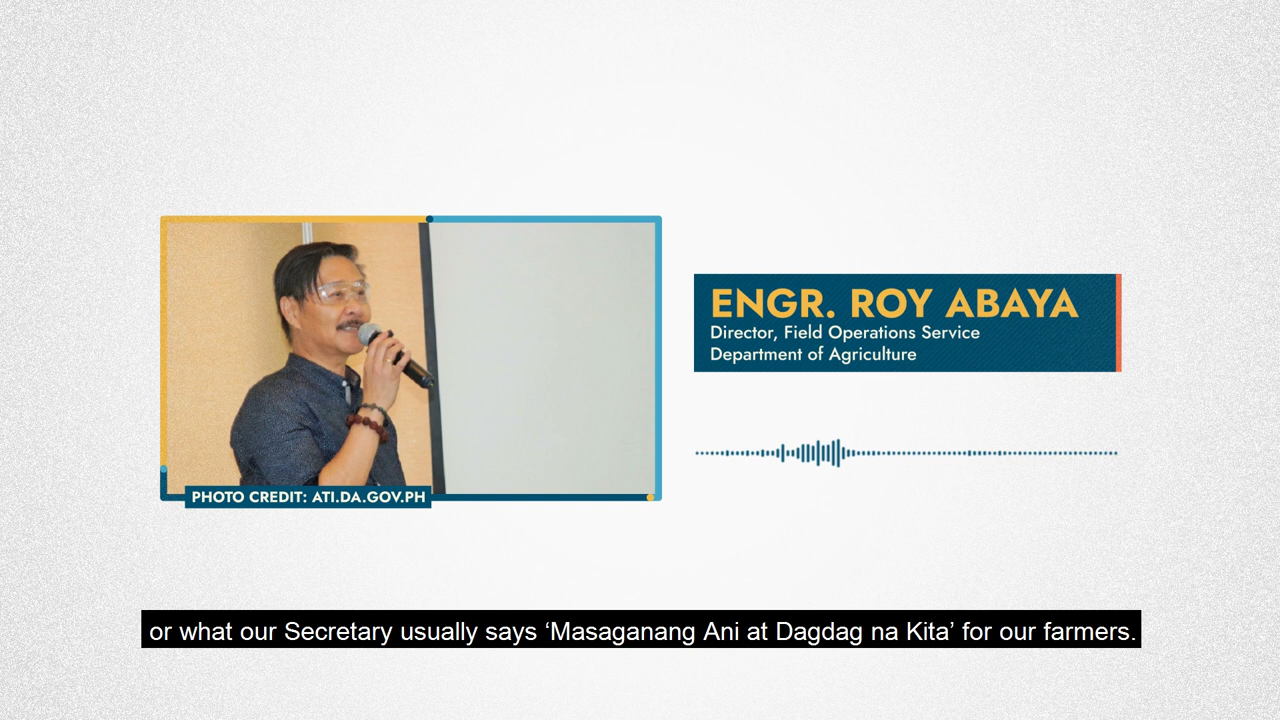 ENGR. ROY ABAYA
Director, Field Operations Service
Department of Agriculture
PHOTO CREDIT: ATI.DA.GOV.PH
or what our Secretary usually says ‘Masaganang Ani at Dagdag na Kita’ for our farmers.